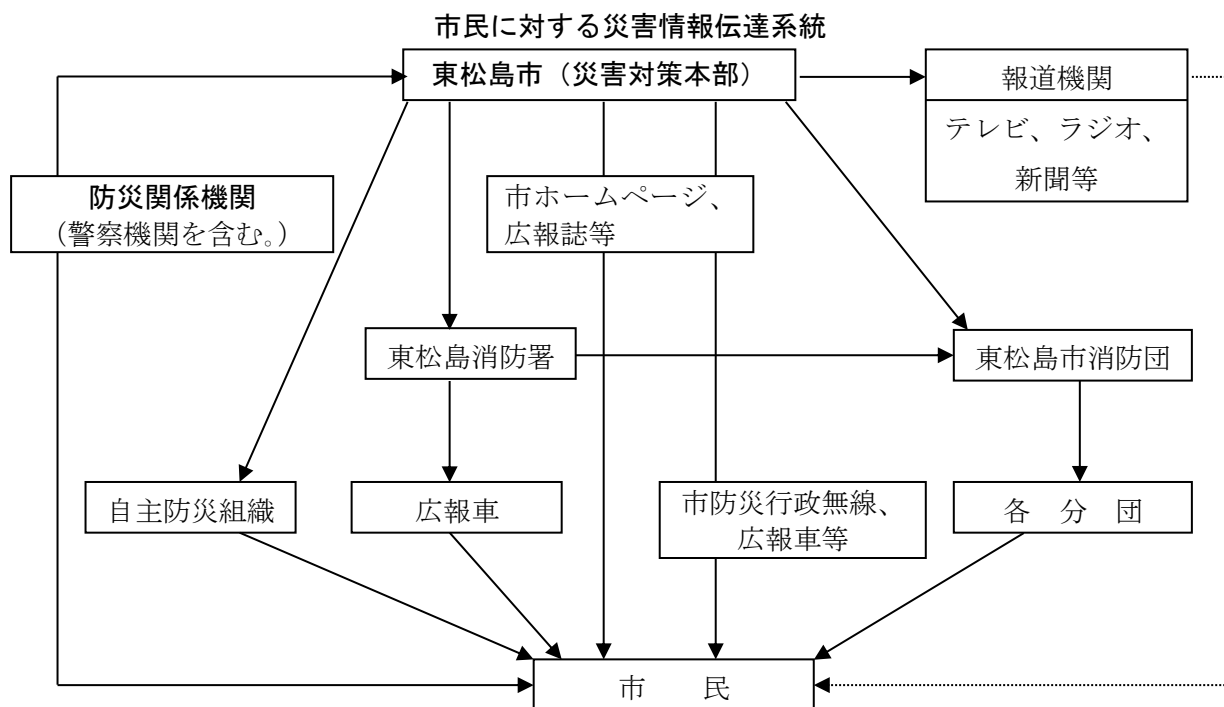 市民に対する災害情報伝達系統
東松島市（災害対策本部）
報道機関
テレビ、ラジオ、
新聞等
防災関係機関
（警察機関を含む。）
市ホームページ、
広報誌等
東松島消防署
東松島市消防団
自主防災組織
広報車
市防災行政無線、
広報車等
各　分　団
市　　民